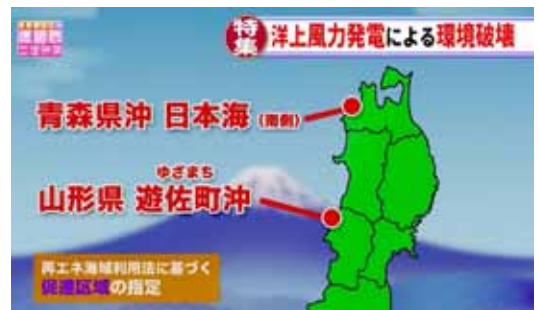 特集 洋上風力発電による環境破壊
青森県沖 日本海(南側)
ゆざまち
山形県 遊佐町沖
再エネ海域利用法に基づく
促進区域の指定